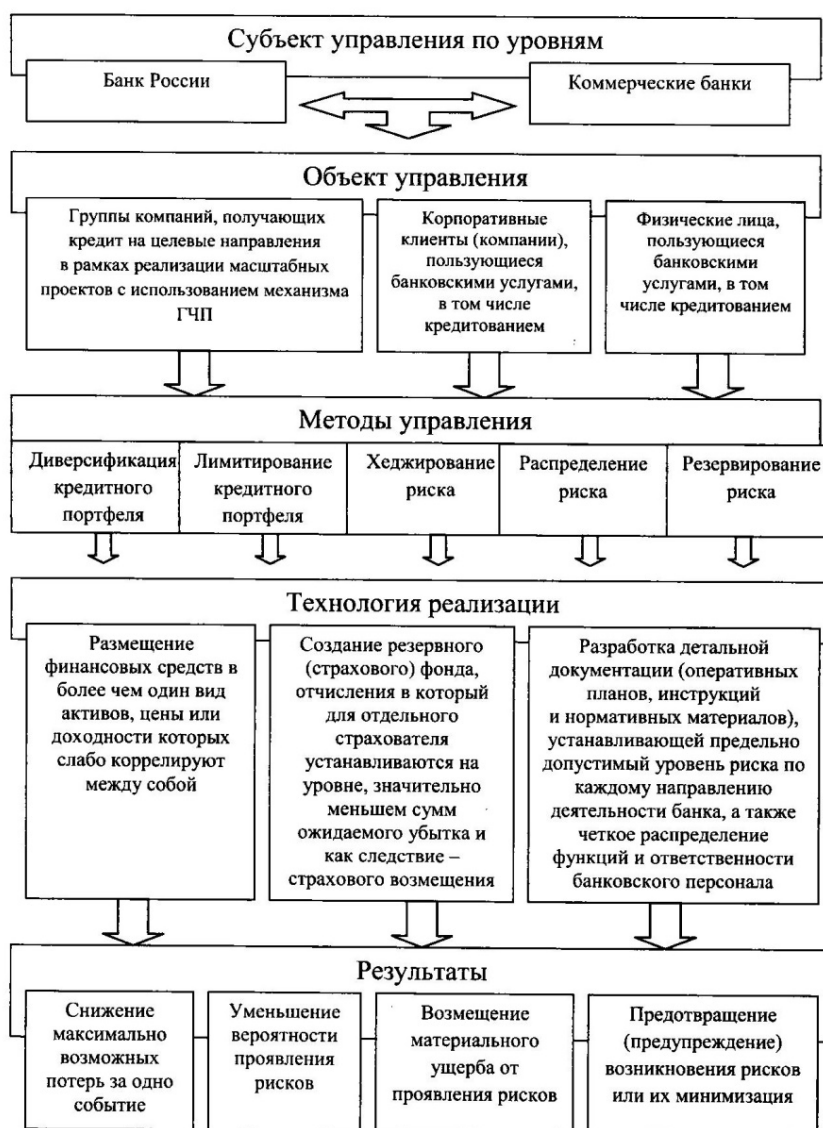 Субъект управления по уровням
Банк России
Коммерческие банки
Объект управления
Группы компаний, получающих
кредит на целевые направления
в рамках реализации масштабных
проектов с использованием механизма
ГЧП
Корпоративные
клиенты (компании),
пользующиеся
банковскими услугами,
в том числе
кредитованием
Физические лица,
пользующиеся
банковскими
услугами, в том
числе кредитованием
Методы управления
Диверсификация
кредитного
портфеля
Лимитирование
кредитного
портфеля
Хеджирование
риска
Распределение
риска
Резервирование
риска
Технология реализации
Размещение
финансовых средств в
более чем один вид
активов, цены или
доходности которых
слабо коррелируют
между собой
Создание резервного
(страхового) фонда,
отчисления в который
для отдельного
страхователя
устанавливаются на
уровне, значительно
меньшем сумм
ожидаемого убытка и
как следствие –
страхового возмещения
Разработка детальной
документации (оперативных
планов, инструкций
и нормативных материалов),
устанавливающей предельно
допустимый уровень риска по
каждому направлению
деятельности банка, а также
четкое распределение
функций и ответственности
банковского персонала
Результаты
Снижение
максимально
возможных
потерь за одно
событие
Уменьшение
вероятности
проявления
рисков
Возмещение
материального
ущерба от
проявления рисков
Предотвращение
(предупреждение)
возникновения рисков
или их минимизация